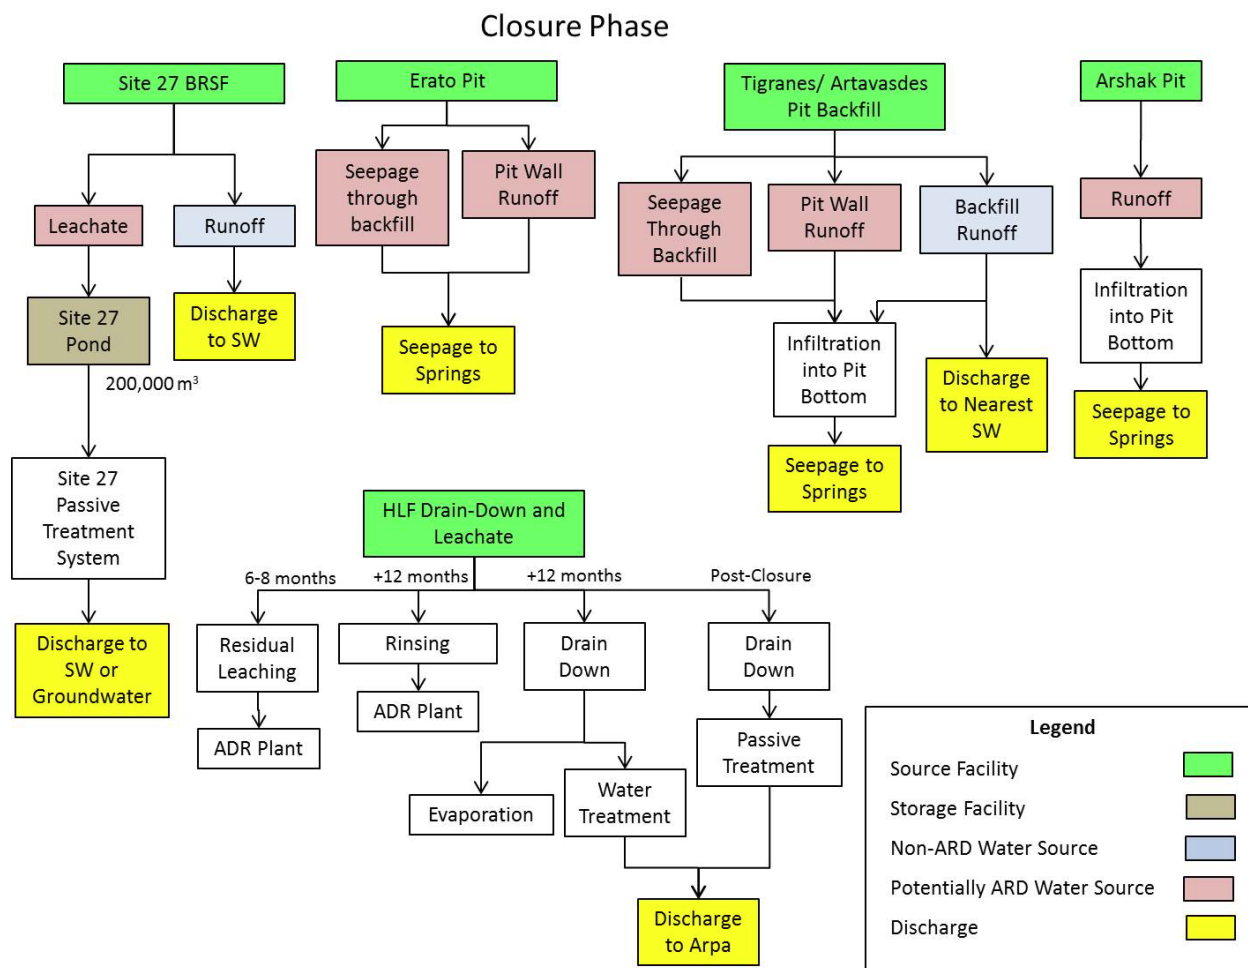 Closure Phase
Site 27 BRSF
Leachate
Runoff
Site 27
Pond
200,000 m³
Discharge
to SW
Site 27
Passive
Treatment
System
Discharge to
SW or
Groundwater
Erato Pit
Seepage
through
backfill
Pit Wall
Runoff
Seepage to
Springs
Tigranes/ Artavasdes
Pit Backfill
Seepage
Through
Backfill
Pit Wall
Runoff
Backfill
Runoff
Infiltration
into Pit
Bottom
Discharge
to Nearest
SW
Seepage to
Springs
Arshak Pit
Runoff
Infiltration
into Pit
Bottom
Seepage to
Springs
HLF Drain-Down and
Leachate
6-8 months
+12 months
+12 months
Post-Closure
Residual
Leaching
Rinsing
Drain
Down
Drain
Down
ADR Plant
ADR Plant
Evaporation
Water
Treatment
Passive
Treatment
Discharge
to Arpa
Legend
Source Facility
Storage Facility
Non-ARD Water Source
Potentially ARD Water Source
Discharge